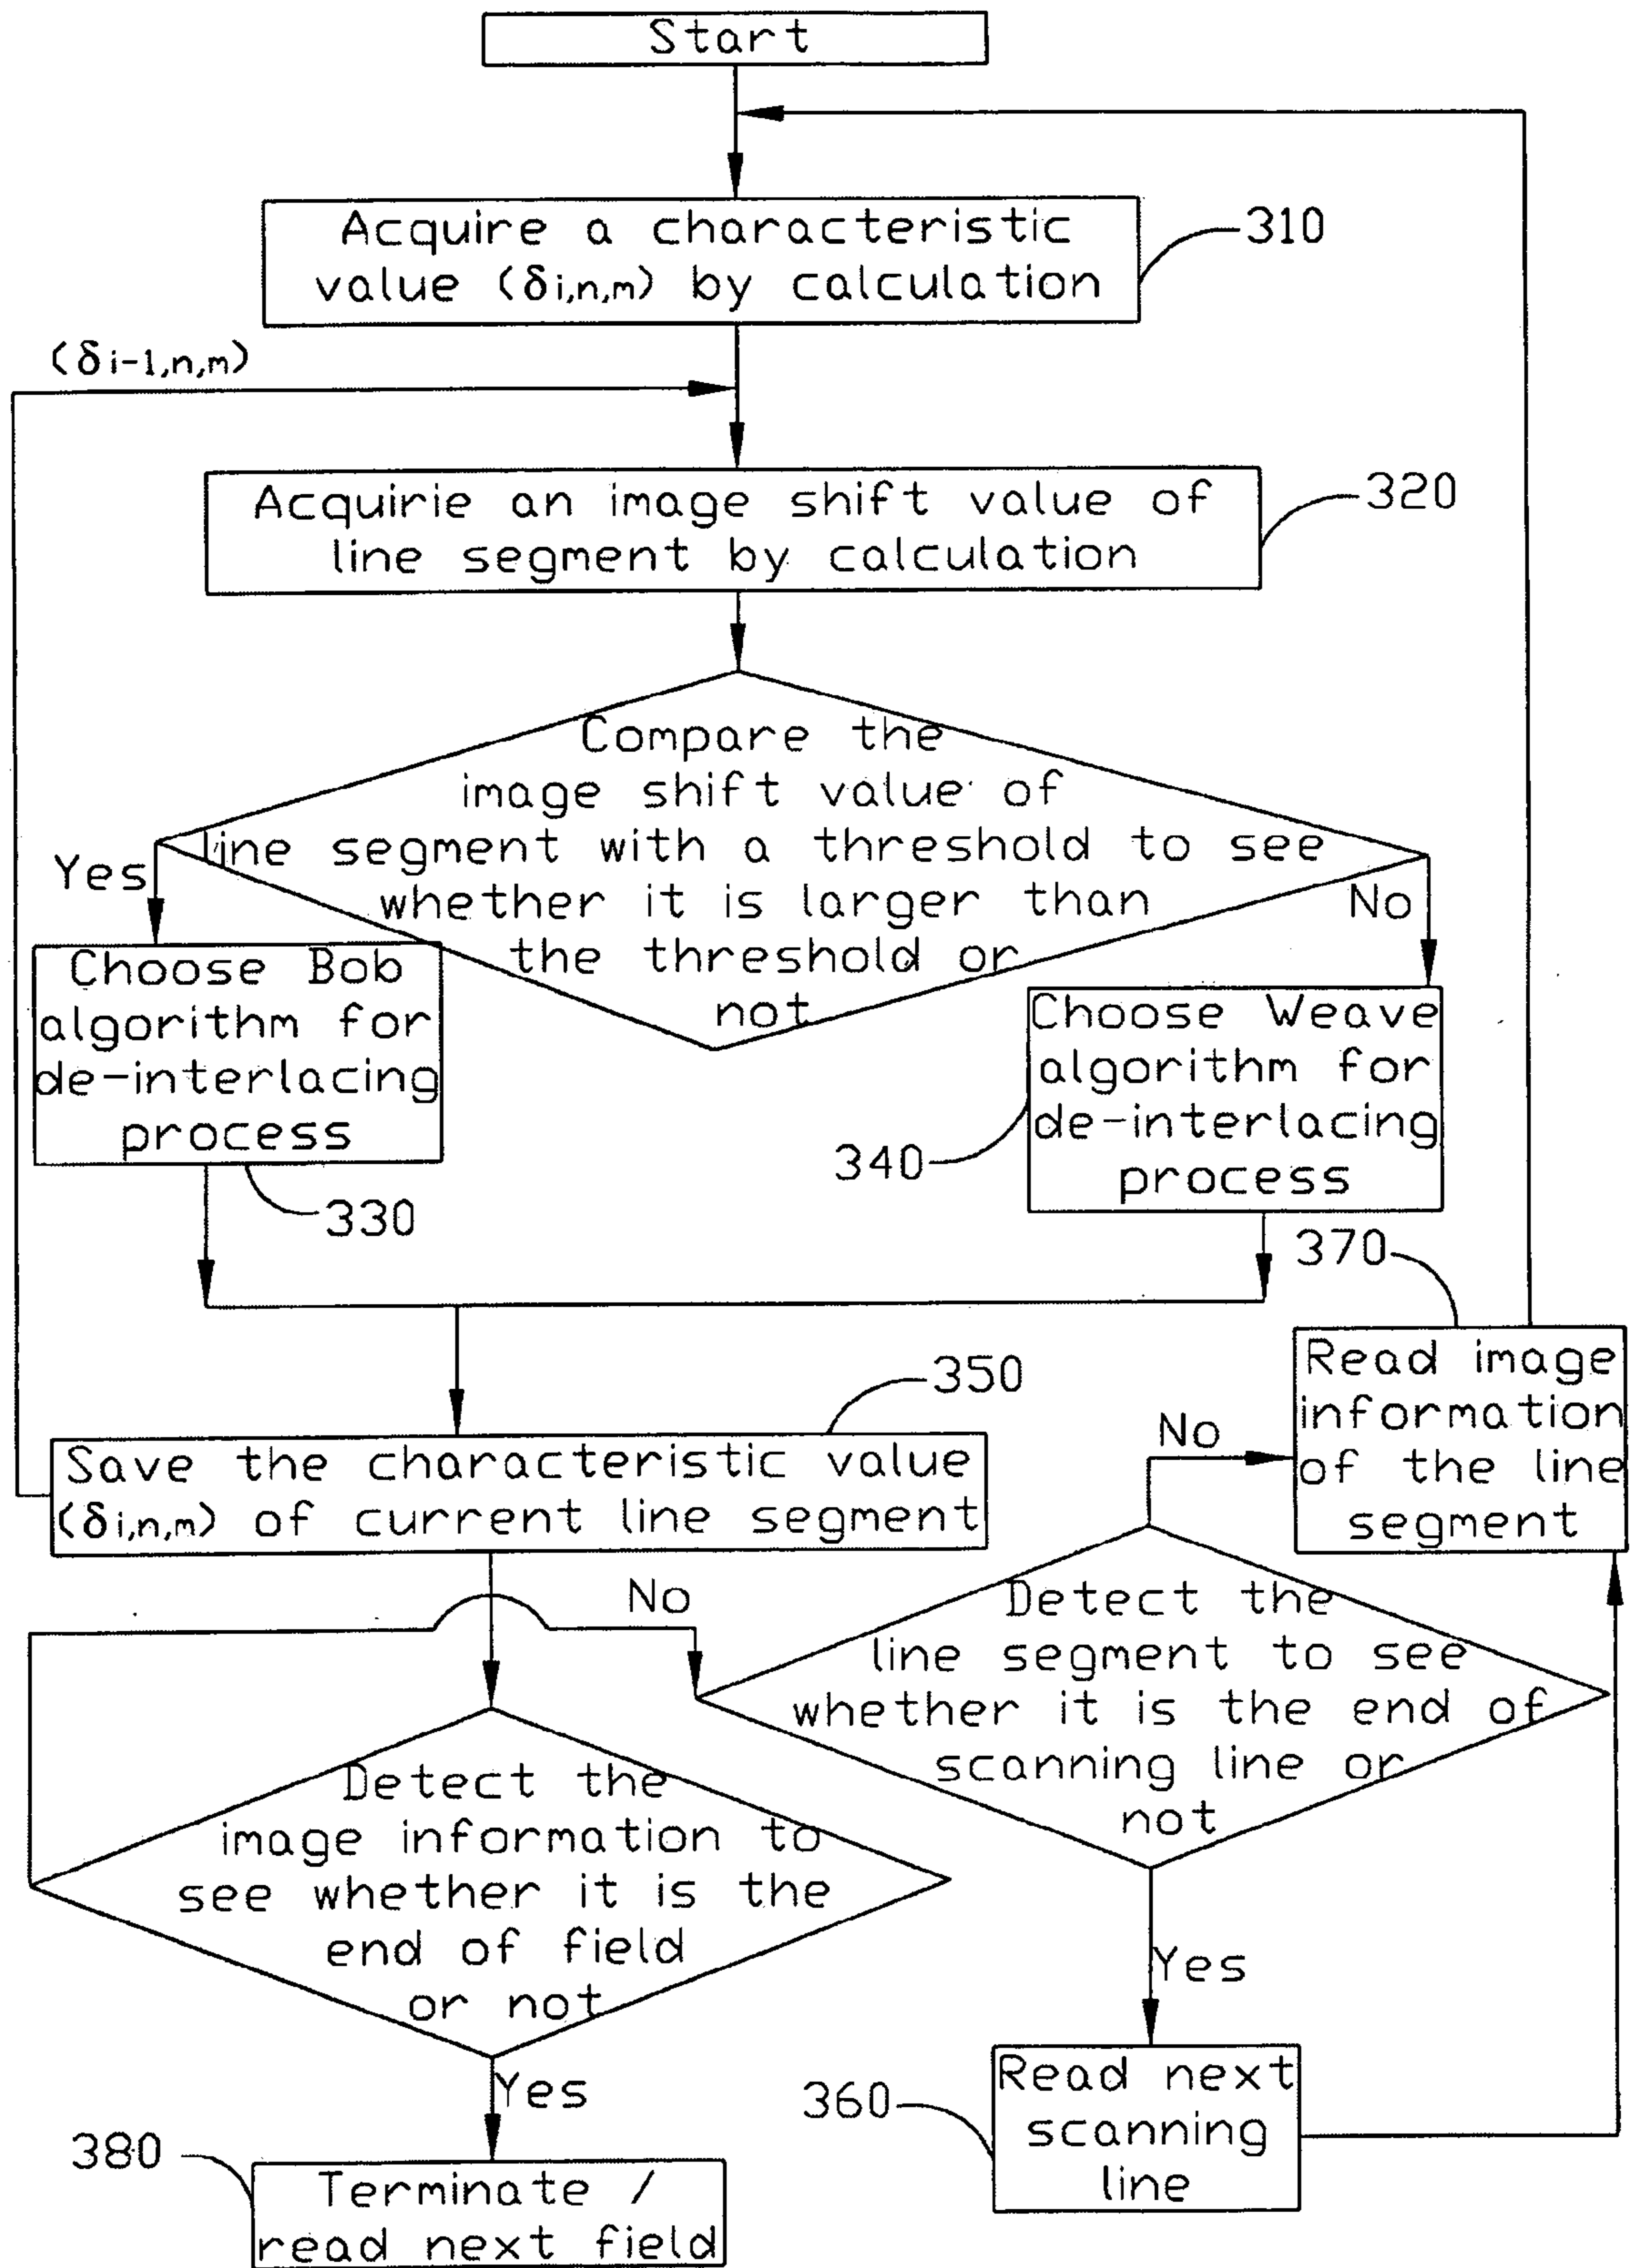 Start
Acquire a characteristic
value (δi,n,m) by calculation
310
(δi-1,n,m)
Acquirie an image shift value of
line segment by calculation
320
Compare the
image shift value of
line segment with a threshold to see
whether it is larger than
the threshold or
not
Yes
No
Choose Bob
algorithm for
de-interlacing
process
330
Choose Weave
algorithm for
de-interlacing
process
340
370
Read image
information
of the line
segment
350
Save the characteristic value
(δi,n,m) of current line segment
No
No
Detect the
line segment to see
whether it is the end of
scanning line or
not
Detect the
image information to
see whether it is the
end of field
or not
Yes
Yes
360
Read next
scanning
line
380
Terminate /
read next field